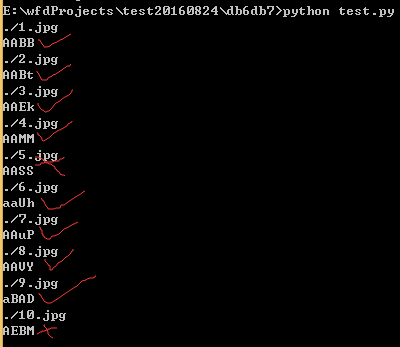 E:\wfdProjects\test20160824\db6db7>python test.py
./1.jpg
AABB
./2.jpg
AABt
./3.jpg
AAEk
./4.jpg
AAMM
./5.jpg
AASS
./6.jpg
aaUh
./7.jpg
AAuP
./8.jpg
AAVY
./9.jpg
aBAD
./10.jpg
AEBM